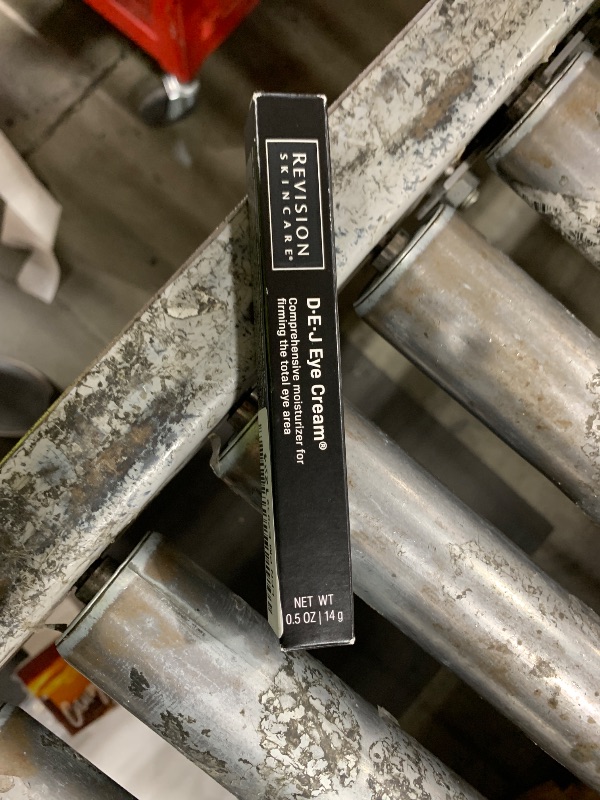 REVISION
SKINCARE®
D·E·J Eye Cream®
Comprehensive moisturizer for
firming the total eye area
NET WT
0.5 OZ | 14 g